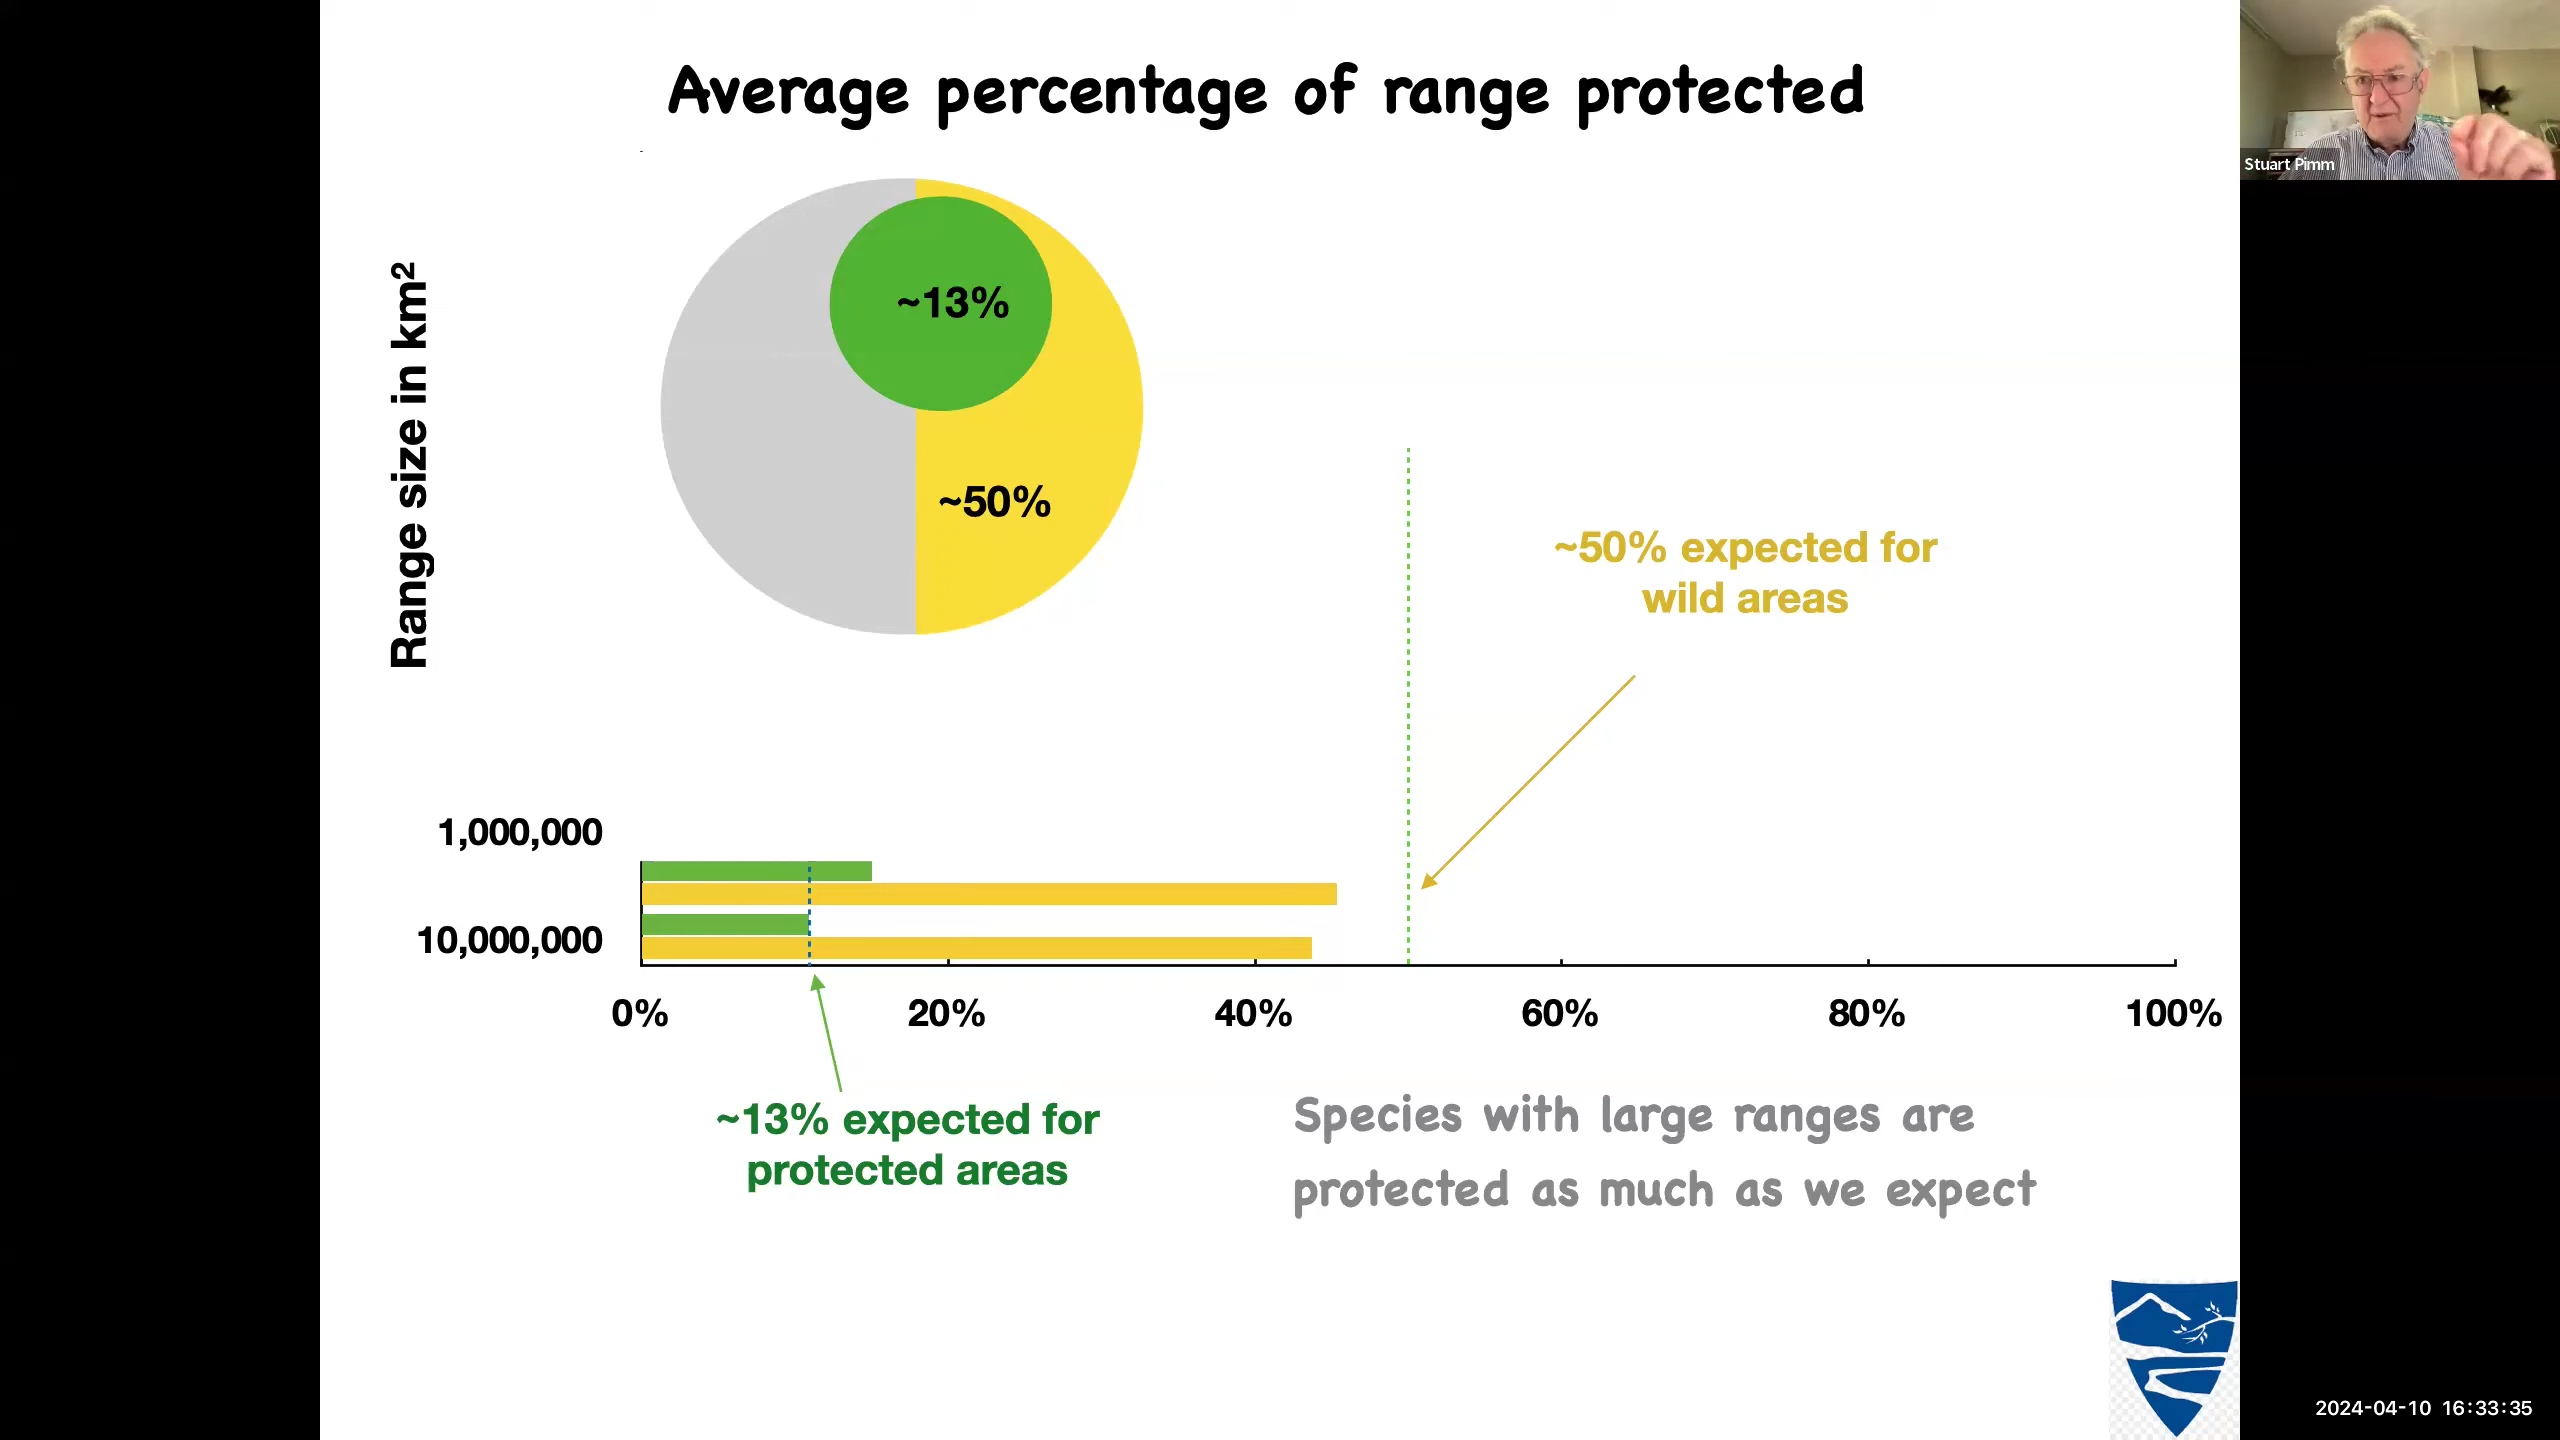 Average percentage of range protected
Stuart Pimm
Range size in km²
~13%
~50%
~50% expected for
wild areas
1,000,000
10,000,000
0%
20%
40%
60%
80%
100%
~13% expected for
protected areas
Species with large ranges are
protected as much as we expect
2024-04-10 16:33:35